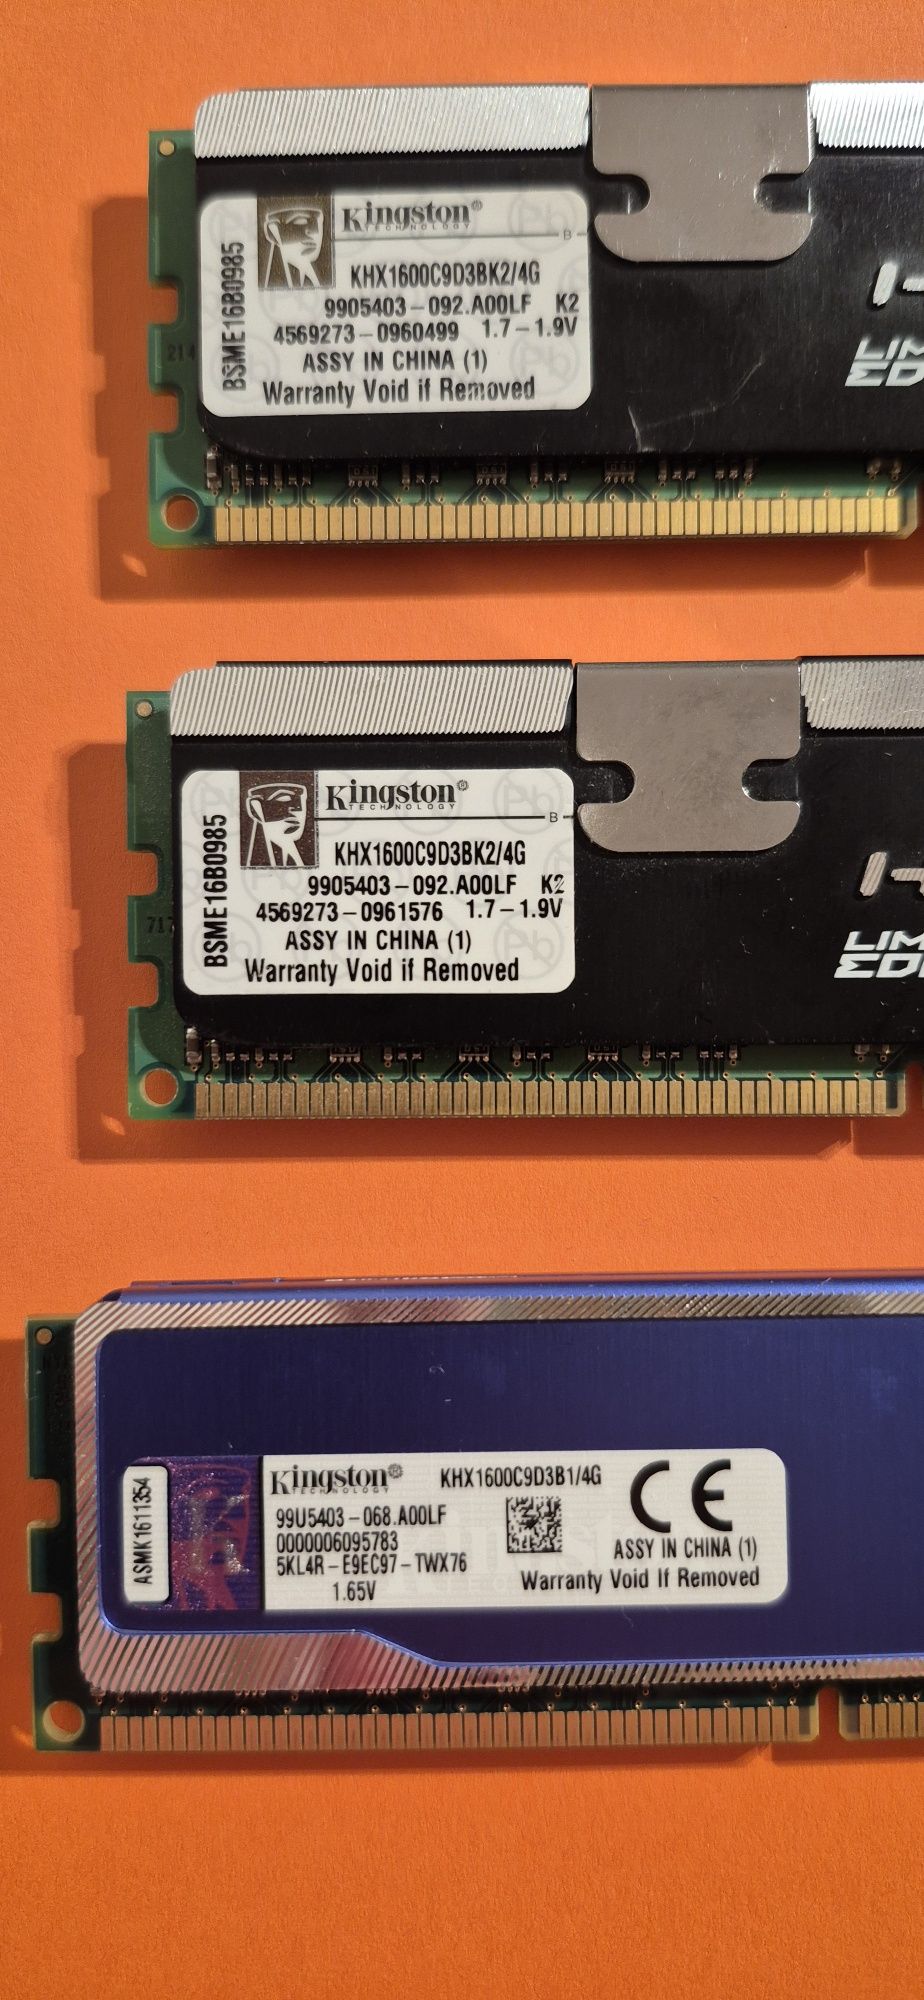 Kingston®
TECHNOLOGY
B
KHX1600C9D3BK2/4G
9905403-092.A00LF K2
4569273-0960499 1.7-1.9V
ASSY IN CHINA (1)
Warranty Void if Removed
BSME16B0985
214
Kingston®
TECHNOLOGY
B
KHX1600C9D3BK2/4G
9905403-092.A00LF K2
4569273-0961576 1.7-1.9V
ASSY IN CHINA (1)
Warranty Void if Removed
BSME16B0985
717
Kingston®
TECHNOLOGY
KHX1600C9D3B1/4G
CE
99U5403-068.A00LF
0000006095783
5KL4R-E9EC97-TWX76
1.65V
ASSY IN CHINA (1)
Warranty Void If Removed
ASMK1611354